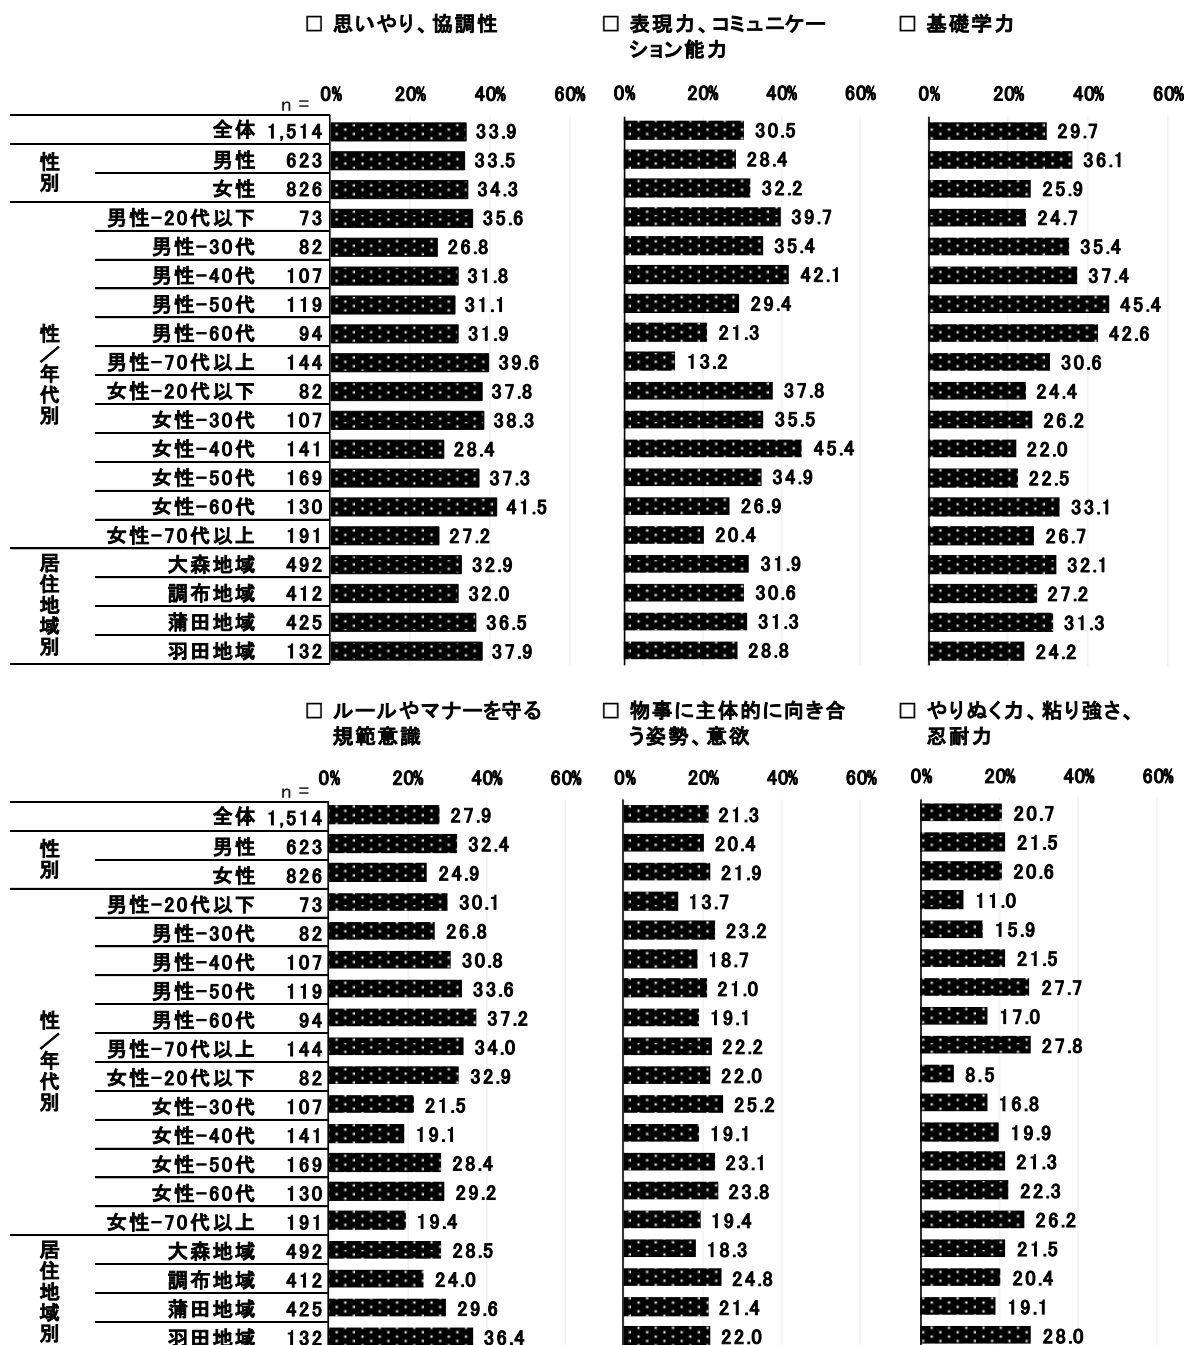 □ 思いやり、協調性
□ 表現力、コミュニケー
ション能力
□ 基礎学力
n = 0% 20% 40% 60% 0% 20% 40% 60% 0% 20% 40% 60%
全体 1,514 33.9 30.5 29.7
性別
男性 623 33.5 28.4 36.1
女性 826 34.3 32.2 25.9
性/年代別
男性-20代以下 73 35.6 39.7 24.7
男性-30代 82 26.8 35.4 35.4
男性-40代 107 31.8 42.1 37.4
男性-50代 119 31.1 29.4 45.4
男性-60代 94 31.9 21.3 42.6
男性-70代以上 144 39.6 13.2 30.6
女性-20代以下 82 37.8 37.8 24.4
女性-30代 107 38.3 35.5 26.2
女性-40代 141 28.4 45.4 22.0
女性-50代 169 37.3 34.9 22.5
女性-60代 130 41.5 26.9 33.1
女性-70代以上 191 27.2 20.4 26.7
居住地域別
大森地域 492 32.9 31.9 32.1
調布地域 412 32.0 30.6 27.2
蒲田地域 425 36.5 31.3 31.3
羽田地域 132 37.9 28.8 24.2
□ ルールやマナーを守る
規範意識
□ 物事に主体的に向き合
う姿勢、意欲
□ やりぬく力、粘り強さ、
忍耐力
n = 0% 20% 40% 60% 0% 20% 40% 60% 0% 20% 40% 60%
全体 1,514 27.9 21.3 20.7
性別
男性 623 32.4 20.4 21.5
女性 826 24.9 21.9 20.6
性/年代別
男性-20代以下 73 30.1 13.7 11.0
男性-30代 82 26.8 23.2 15.9
男性-40代 107 30.8 18.7 21.5
男性-50代 119 33.6 21.0 27.7
男性-60代 94 37.2 19.1 17.0
男性-70代以上 144 34.0 22.2 27.8
女性-20代以下 82 32.9 22.0 8.5
女性-30代 107 21.5 25.2 16.8
女性-40代 141 19.1 19.1 19.9
女性-50代 169 28.4 23.1 21.3
女性-60代 130 29.2 23.8 22.3
女性-70代以上 191 19.4 19.4 26.2
居住地域別
大森地域 492 28.5 18.3 21.5
調布地域 412 24.0 24.8 20.4
蒲田地域 425 29.6 21.4 19.1
羽田地域 132 36.4 22.0 28.0